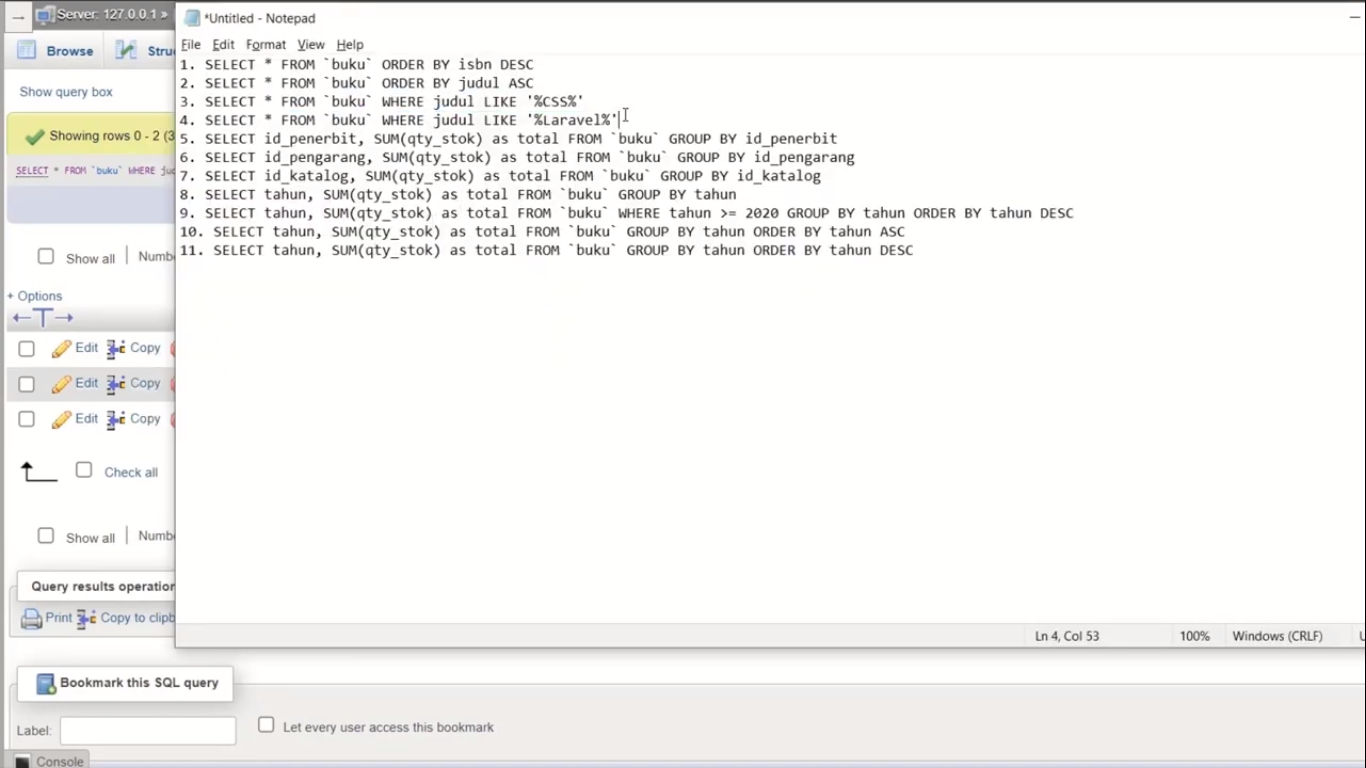 Server: 127.0.0.1 »
*Untitled - Notepad
File Edit Format View Help
1. SELECT * FROM `buku` ORDER BY isbn DESC
2. SELECT * FROM `buku` ORDER BY judul ASC
3. SELECT * FROM `buku` WHERE judul LIKE '%CSS%'
4. SELECT * FROM `buku` WHERE judul LIKE '%Laravel%'
5. SELECT id_penerbit, SUM(qty_stok) as total FROM `buku` GROUP BY id_penerbit
6. SELECT id_pengarang, SUM(qty_stok) as total FROM `buku` GROUP BY id_pengarang
7. SELECT id_katalog, SUM(qty_stok) as total FROM `buku` GROUP BY id_katalog
8. SELECT tahun, SUM(qty_stok) as total FROM `buku` GROUP BY tahun
9. SELECT tahun, SUM(qty_stok) as total FROM `buku` WHERE tahun >= 2020 GROUP BY tahun ORDER BY tahun DESC
10. SELECT tahun, SUM(qty_stok) as total FROM `buku` GROUP BY tahun ORDER BY tahun ASC
11. SELECT tahun, SUM(qty_stok) as total FROM `buku` GROUP BY tahun ORDER BY tahun DESC
Ln 4, Col 53 100% Windows (CRLF)
Browse Stru
Show query box
Showing rows 0 - 2 (3
SELECT * FROM `buku` WHERE jud
Show all Numb
+ Options
Edit Copy
Edit Copy
Edit Copy
Check all
Show all Numb
Query results operation
Print Copy to clipb
Bookmark this SQL query
Label: Let every user access this bookmark
Console